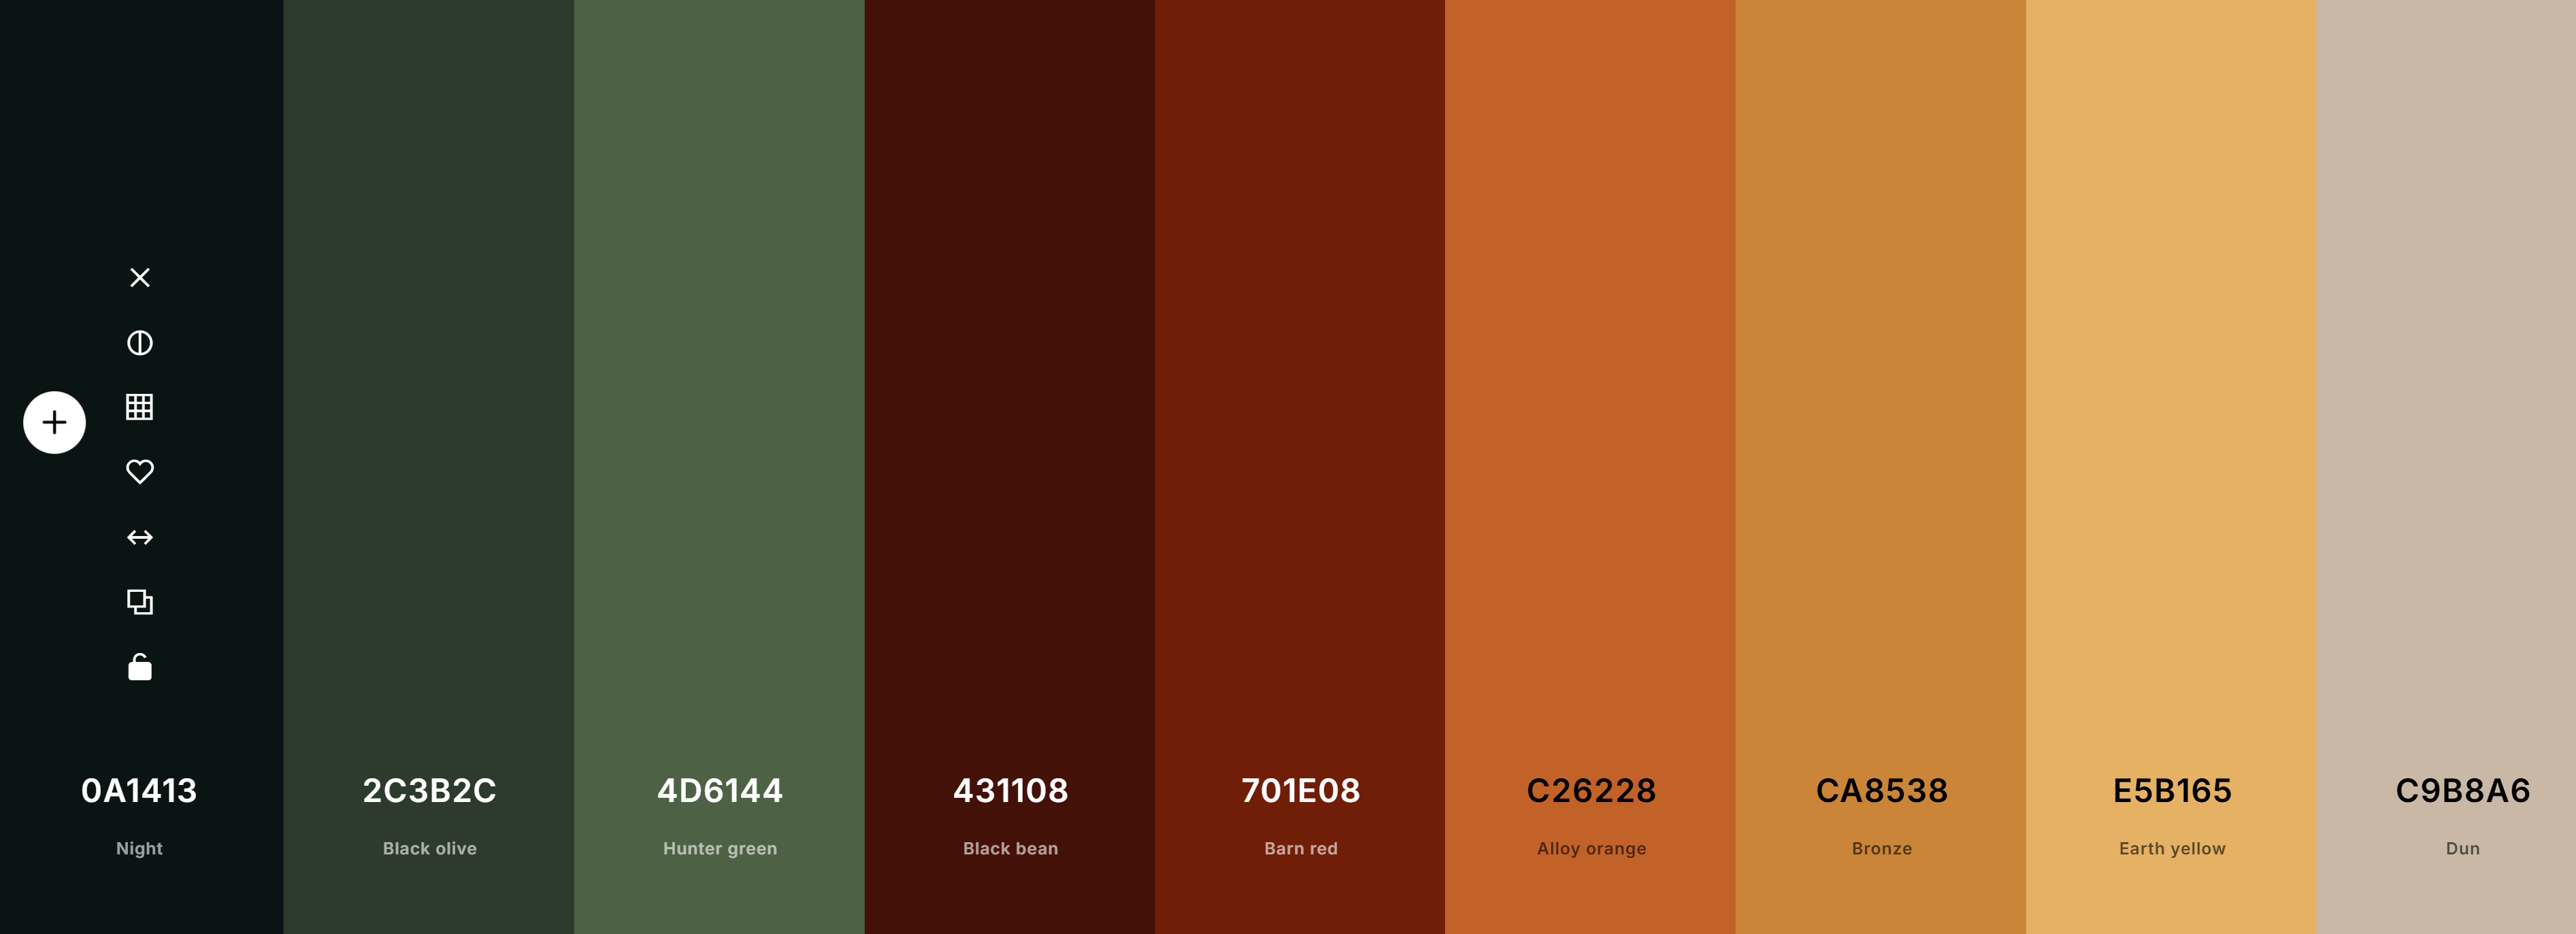 0A1413
Night
2C3B2C
Black olive
4D6144
Hunter green
431108
Black bean
701E08
Barn red
C26228
Alloy orange
CA8538
Bronze
E5B165
Earth yellow
C9B8A6
Dun